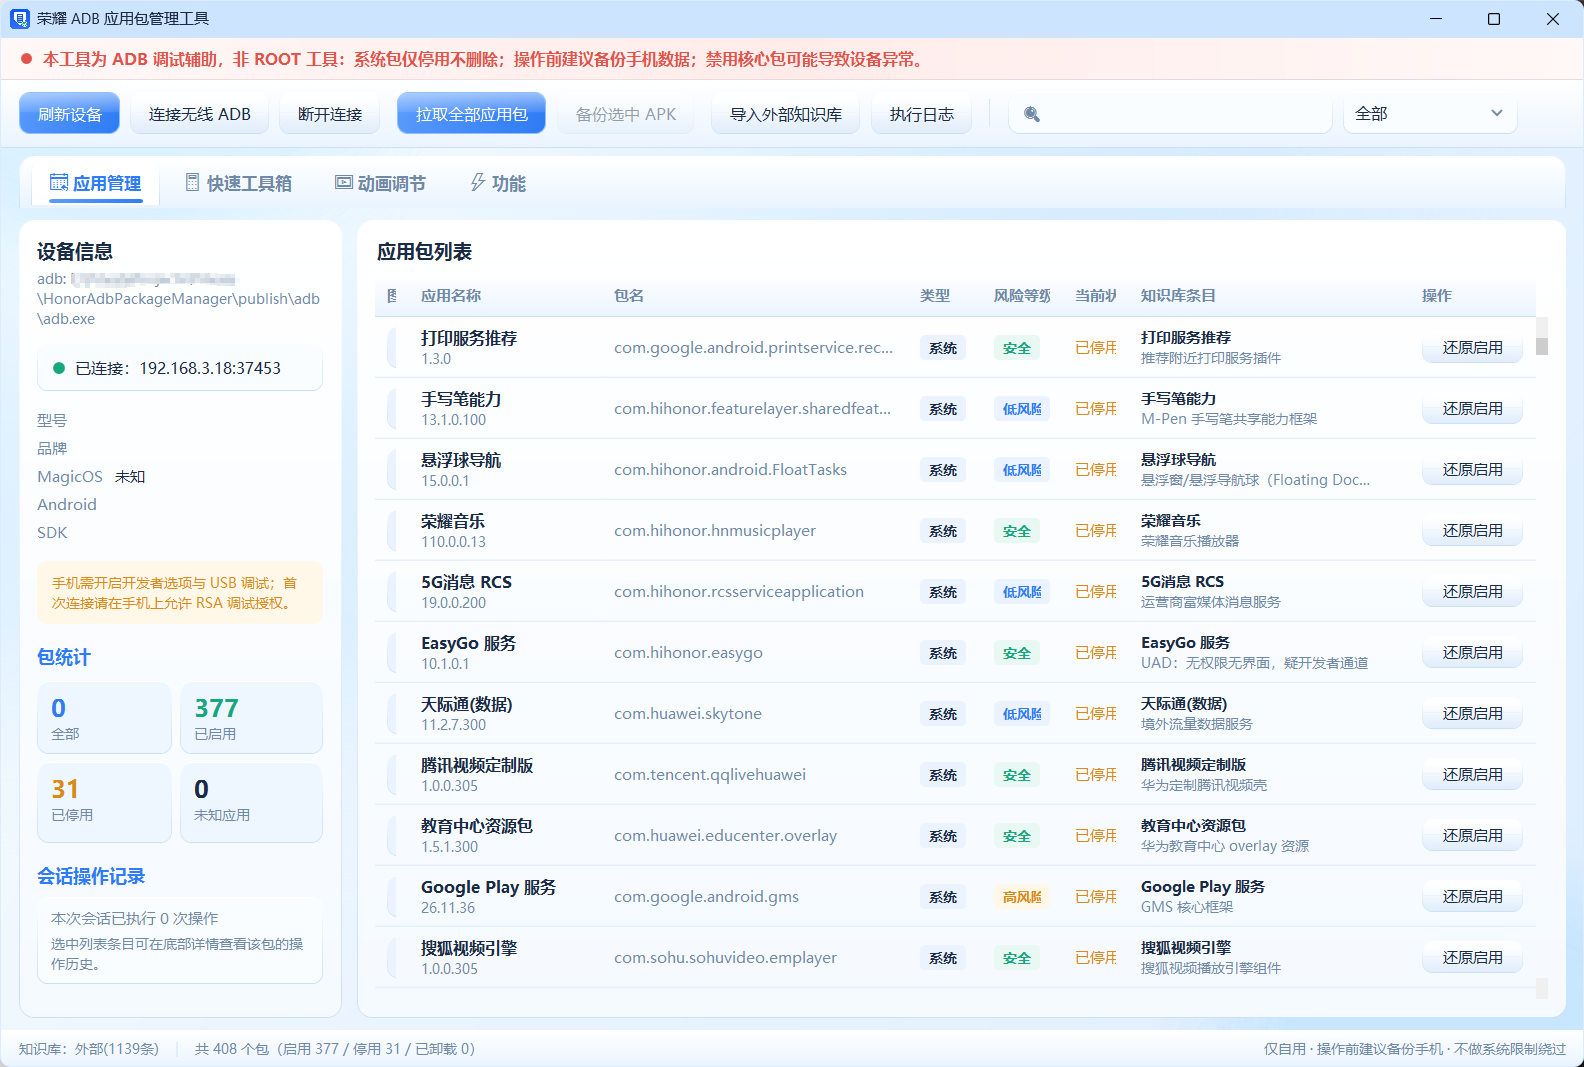 荣耀 ADB 应用包管理工具
本工具为 ADB 调试辅助，非 ROOT 工具：系统包仅停用不删除；操作前建议备份手机数据；禁用核心包可能导致设备异常。
刷新设备 连接无线 ADB 断开连接 拉取全部应用包 备份选中 APK 导入外部知识库 执行日志 全部
应用管理 快速工具箱 动画调节 功能
设备信息
adb:
\HonorAdbPackageManager\publish\adb
\adb.exe
已连接：192.168.3.18:37453
型号
品牌
MagicOS 未知
Android
SDK
手机需开启开发者选项与 USB 调试；首
次连接请在手机上允许 RSA 调试授权。
包统计
0 377
全部 已启用
31 0
已停用 未知应用
会话操作记录
本次会话已执行 0 次操作
选中列表条目可在底部详情查看该包的操
作历史。
应用包列表
应用名称 包名 类型 风险等级 当前状 知识库条目 操作
打印服务推荐 com.google.android.printservice.rec... 系统 安全 已停用 打印服务推荐 还原启用
1.3.0 推荐附近打印服务插件
手写笔能力 com.hihonor.featurelayer.sharedfeat... 系统 低风险 已停用 手写笔能力 还原启用
13.1.0.100 M-Pen 手写笔共享能力框架
悬浮球导航 com.hihonor.android.FloatTasks 系统 低风险 已停用 悬浮球导航 还原启用
15.0.0.1 悬浮窗/悬浮导航球（Floating Doc...
荣耀音乐 com.hihonor.hnmusicplayer 系统 安全 已停用 荣耀音乐 还原启用
110.0.0.13 荣耀音乐播放器
5G消息 RCS com.hihonor.rcsserviceapplication 系统 低风险 已停用 5G消息 RCS 还原启用
19.0.0.200 运营商富媒体消息服务
EasyGo 服务 com.hihonor.easygo 系统 安全 已停用 EasyGo 服务 还原启用
10.1.0.1 UAD：无权限无界面，疑开发者通道
天际通(数据) com.huawei.skytone 系统 低风险 已停用 天际通(数据) 还原启用
11.2.7.300 境外流量数据服务
腾讯视频定制版 com.tencent.qqlivehuawei 系统 安全 已停用 腾讯视频定制版 还原启用
1.0.0.305 华为定制腾讯视频壳
教育中心资源包 com.huawei.educenter.overlay 系统 安全 已停用 教育中心资源包 还原启用
1.5.1.300 华为教育中心 overlay 资源
Google Play 服务 com.google.android.gms 系统 高风险 已停用 Google Play 服务 还原启用
26.11.36 GMS 核心框架
搜狐视频引擎 com.sohu.sohuvideo.emplayer 系统 安全 已停用 搜狐视频引擎 还原启用
1.0.0.305 搜狐视频播放引擎组件
知识库：外部(1139条) 共 408 个包（启用 377 / 停用 31 / 已卸载 0） 仅自用 · 操作前建议备份手机 · 不做系统限制绕过